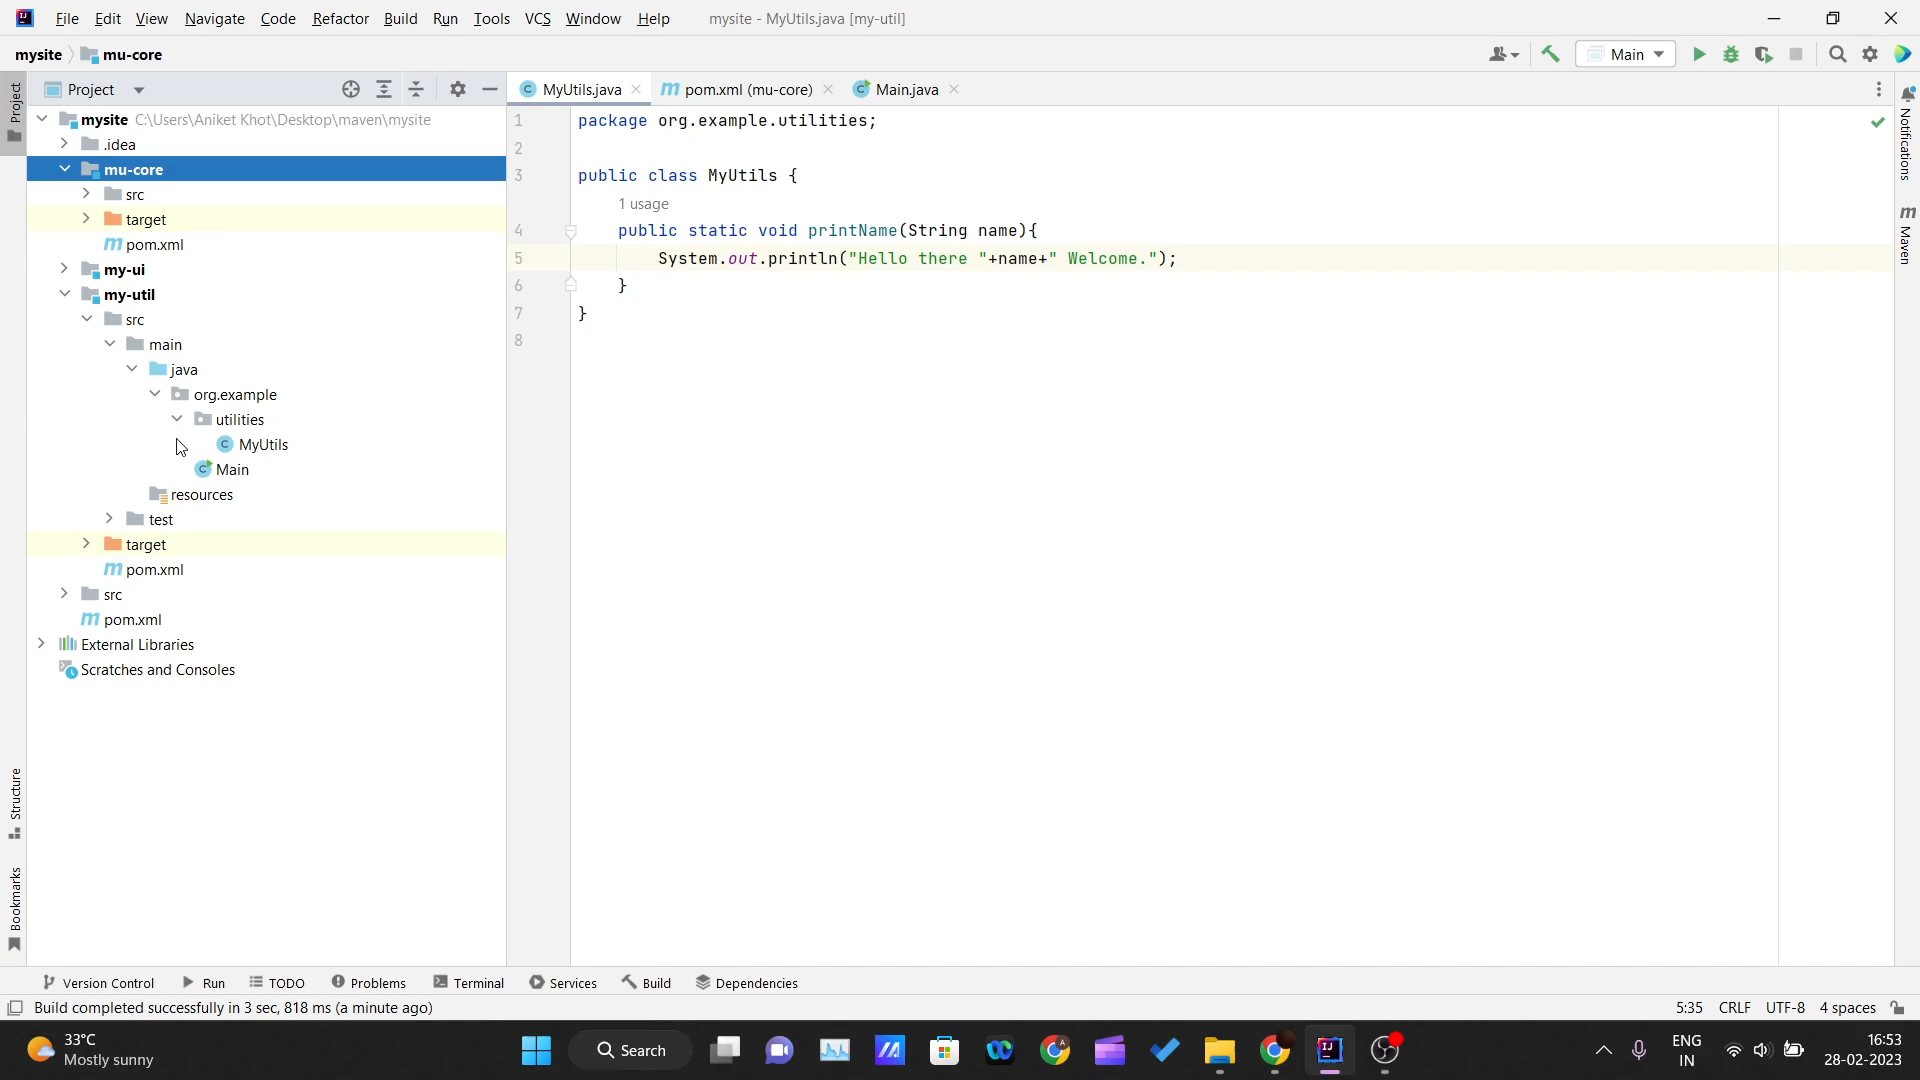 File Edit View Navigate Code Refactor Build Run Tools VCS Window Help mysite - MyUtils.java [my-util]
mysite mu-core
Main
Project
Project
MyUtils.java
pom.xml (mu-core)
Main.java
Notifications
Maven
mysite C:\Users\Aniket Khot\Desktop\maven\mysite
.idea
mu-core
src
target
pom.xml
my-ui
my-util
src
main
java
org.example
utilities
MyUtils
Main
resources
test
target
pom.xml
src
pom.xml
External Libraries
Scratches and Consoles
1 package org.example.utilities;
2
3 public class MyUtils {
1 usage
4 public static void printName(String name){
5 System.out.println("Hello there "+name+" Welcome.");
6 }
7 }
8
Structure
Bookmarks
Version Control Run TODO Problems Terminal Services Build Dependencies
Build completed successfully in 3 sec, 818 ms (a minute ago)
5:35 CRLF UTF-8 4 spaces
33°C
Mostly sunny
Search
ENG
IN
16:53
28-02-2023